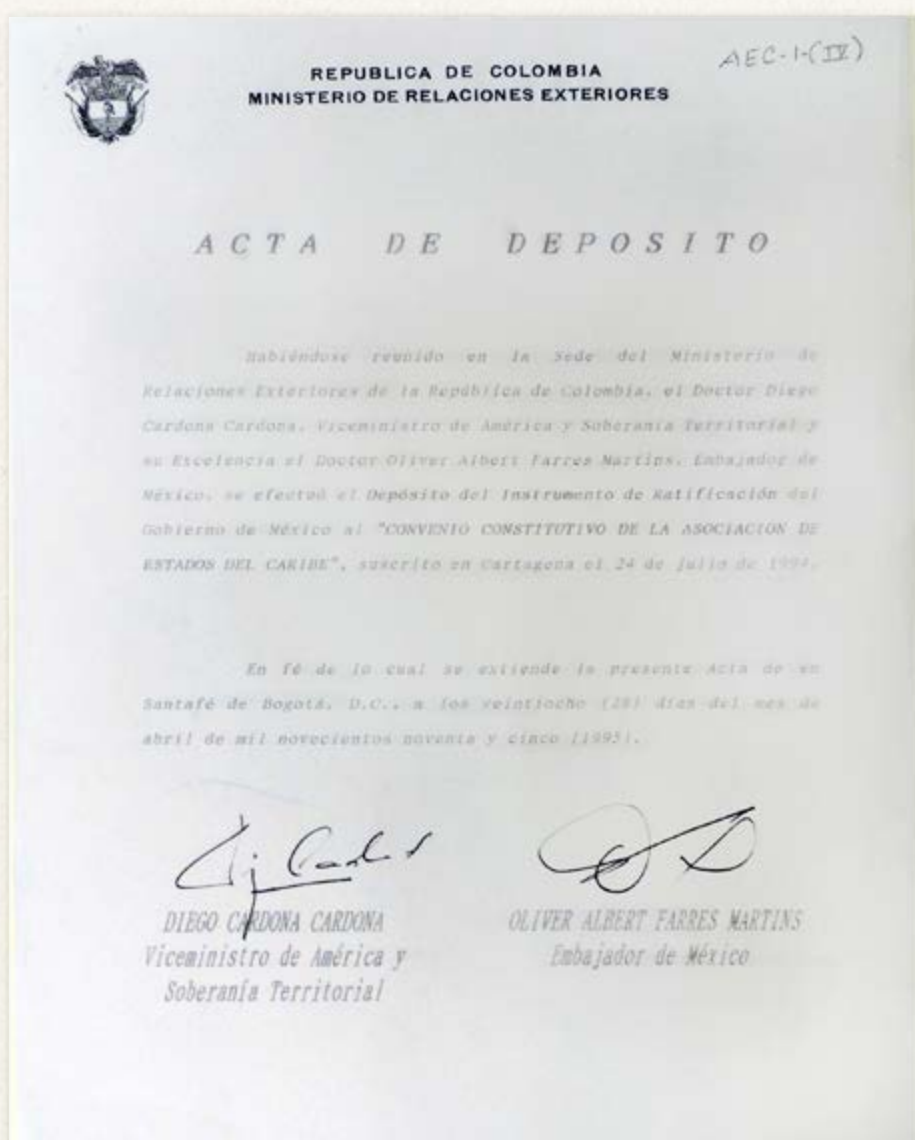 AEC-1-(IV)
REPUBLICA DE COLOMBIA
MINISTERIO DE RELACIONES EXTERIORES
ACTA DE DEPOSITO
Habiéndose reunido en la Sede del Ministerio de
Relaciones Exteriores de la República de Colombia, el Doctor Diego
Cardona Cardona, Viceministro de América y Soberanía Territorial y
su Excelencia el Doctor Oliver Albert Farres Martins, Embajador de
México, se efectuó el Depósito del Instrumento de Ratificación del
Gobierno de México al "CONVENIO CONSTITUTIVO DE LA ASOCIACION DE
ESTADOS DEL CARIBE", suscrito en Cartagena el 24 de julio de 1994.
En fé de lo cual se extiende la presente Acta de en
Santafé de Bogotá, D.C., a los veintiocho (28) días del mes de
abril de mil novecientos noventa y cinco (1995).
DIEGO CARDONA CARDONA
Viceministro de América y
Soberanía Territorial
OLIVER ALBERT FARRES MARTINS
Embajador de México